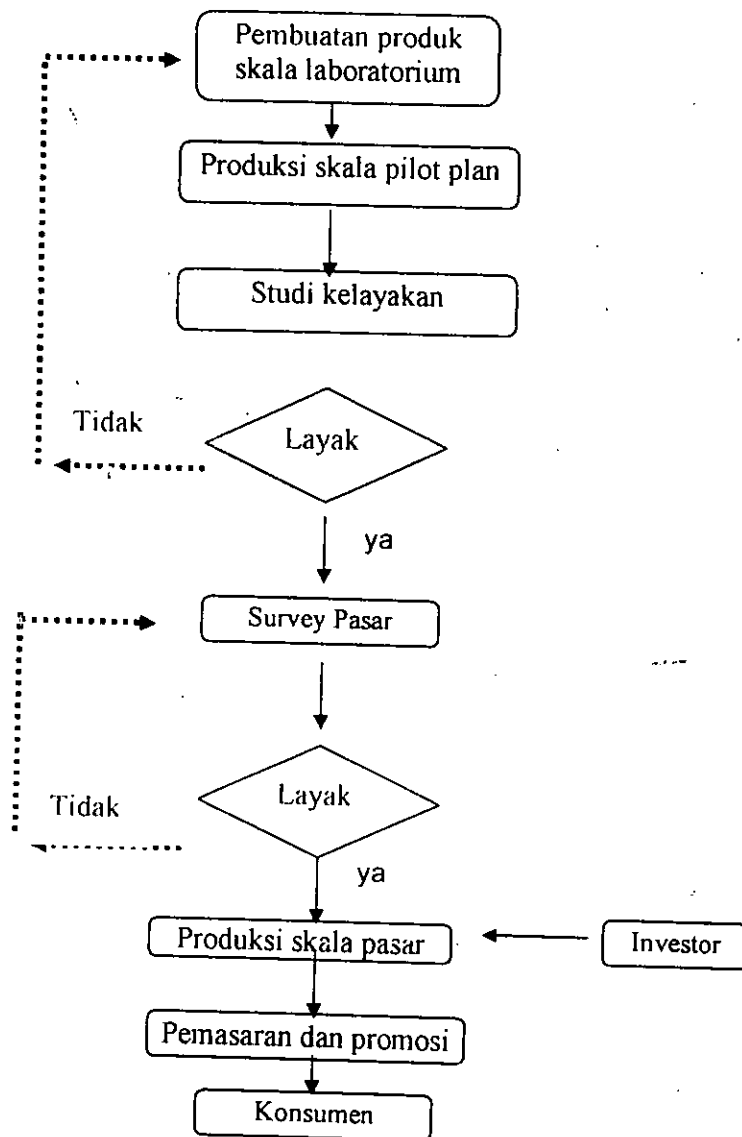 Pembuatan produk
skala laboratorium
Produksi skala pilot plan
Studi kelayakan
Tidak
Layak
ya
Survey Pasar
Tidak
Layak
ya
Produksi skala pasar
Investor
Pemasaran dan promosi
Konsumen